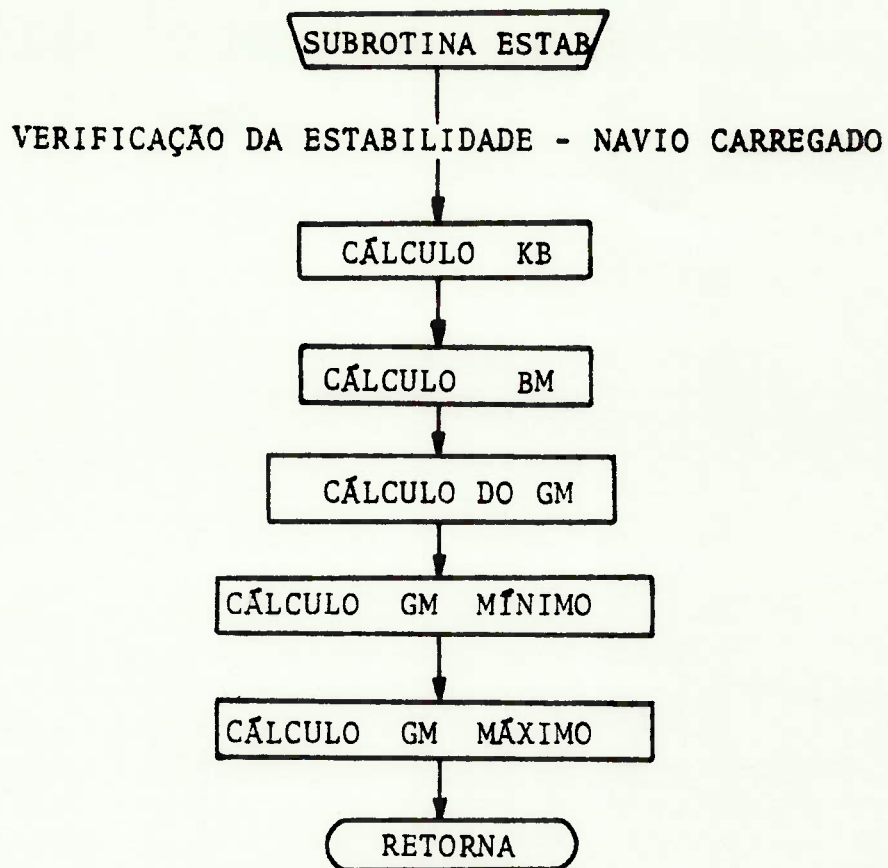 SUBROTINA ESTAB
VERIFICAÇÃO DA ESTABILIDADE - NAVIO CARREGADO
CÁLCULO KB
CÁLCULO BM
CÁLCULO DO GM
CÁLCULO GM MÍNIMO
CÁLCULO GM MÁXIMO
RETORNA